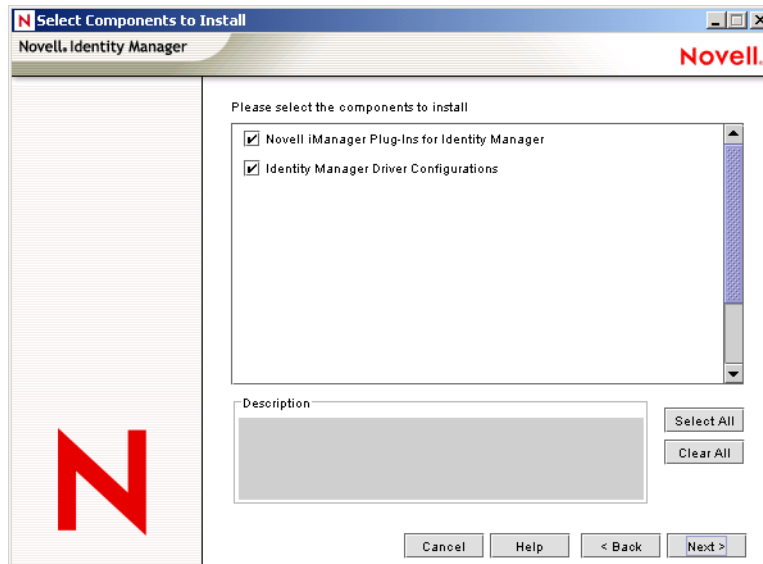 N Select Components to Install
Novell. Identity Manager
Novell.
Please select the components to install
Novell iManager Plug-Ins for Identity Manager
Identity Manager Driver Configurations
Description
Select All
Clear All
N
Cancel Help < Back Next >